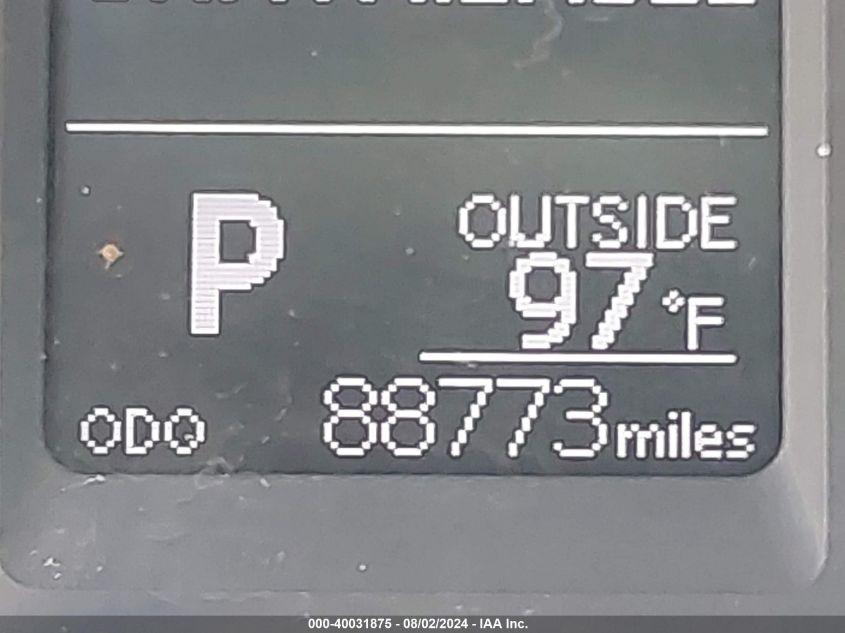 P
OUTSIDE
97°F
ODO 88773 miles
000-40031875 - 08/02/2024 - IAA Inc.